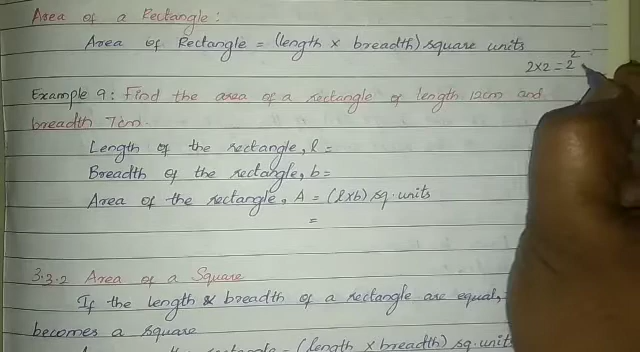 Area of a Rectangle:
Area of Rectangle = (length x breadth) square units
2x2 = 2²
Example 9: Find the area of a rectangle of length 12cm and
breadth 7cm.
Length of the rectangle, l =
Breadth of the rectangle, b =
Area of the rectangle, A = (l x b) sq. units
=
3.3.2 Area of a Square
If the length & breadth of a rectangle are equal,
becomes a square
(length x breadth) sq. unit